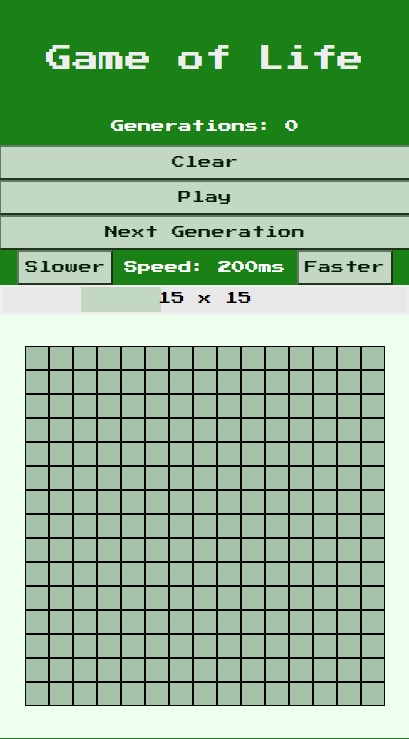 Game of Life
Generations: 0
Clear
Play
Next Generation
Slower Speed: 200ms Faster
15 x 15